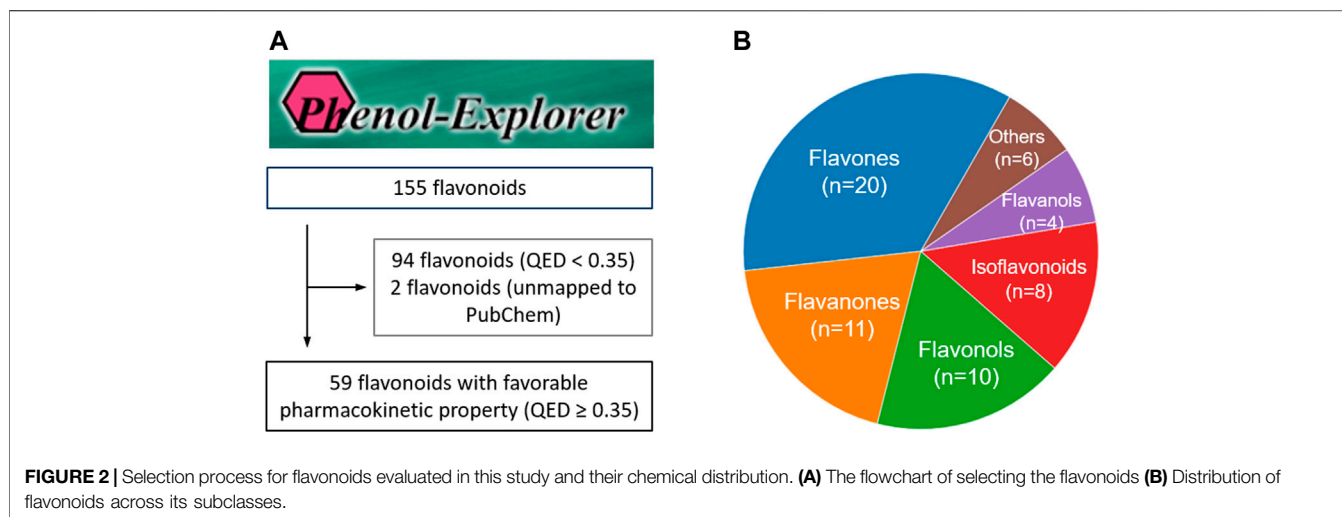 A
Phenol-Explorer
155 flavonoids
94 flavonoids (QED < 0.35)
2 flavonoids (unmapped to
PubChem)
59 flavonoids with favorable
pharmacokinetic property (QED ≥ 0.35)
B
Others
(n=6)
Flavones
(n=20)
Flavanols
(n=4)
Isoflavonoids
(n=8)
Flavanones
(n=11)
Flavonols
(n=10)
FIGURE 2 | Selection process for flavonoids evaluated in this study and their chemical distribution. (A) The flowchart of selecting the flavonoids (B) Distribution of
flavonoids across its subclasses.